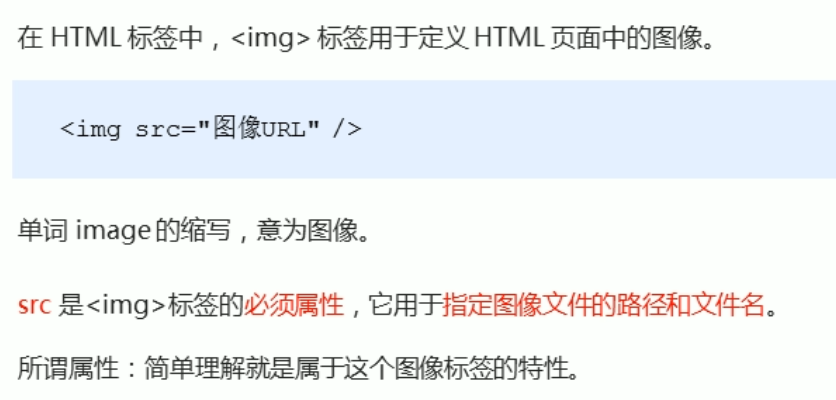 在 HTML 标签中，<img> 标签用于定义 HTML 页面中的图像。
<img src="图像URL" />
单词 image 的缩写，意为图像。
src 是<img>标签的必须属性，它用于指定图像文件的路径和文件名。
所谓属性：简单理解就是属于这个图像标签的特性。